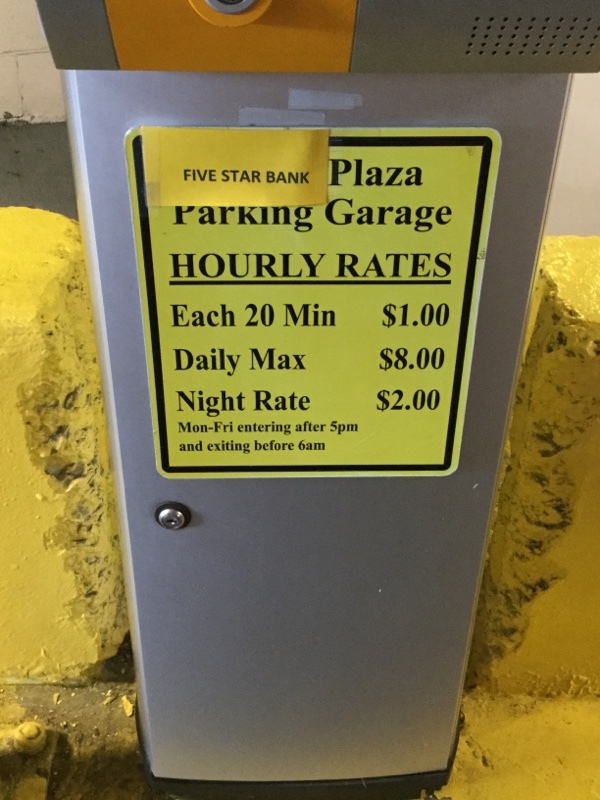 FIVE STAR BANK Plaza
Parking Garage
HOURLY RATES
Each 20 Min $1.00
Daily Max $8.00
Night Rate $2.00
Mon-Fri entering after 5pm
and exiting before 6am